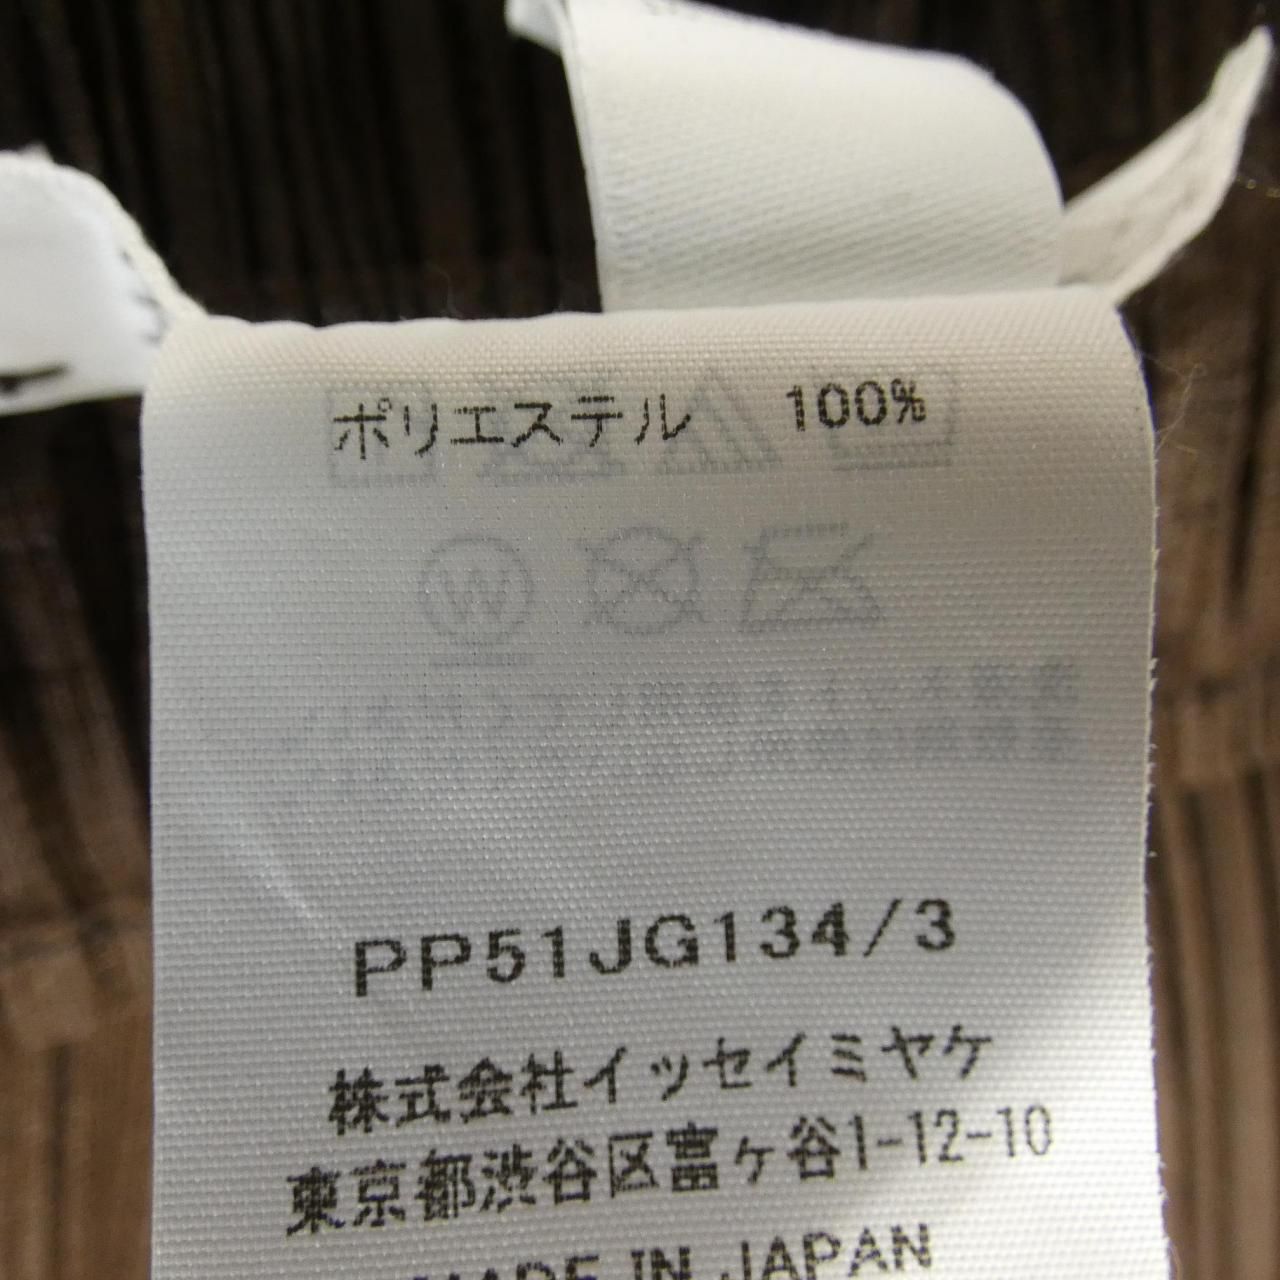 ポリエステル 100%
PP51JG134/3
株式会社イッセイミヤケ
東京都渋谷区富ヶ谷1-12-10
MADE IN JAPAN